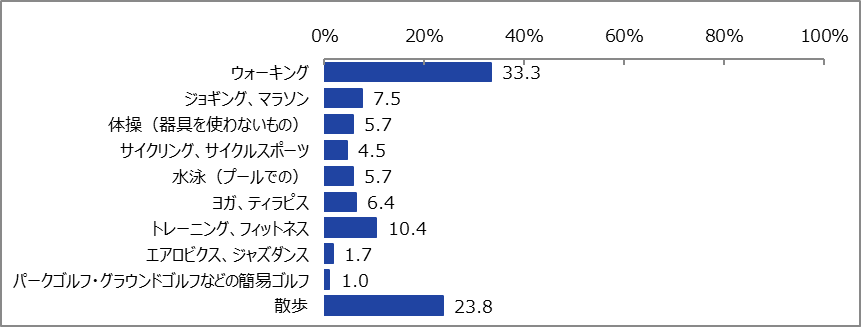 0% 20% 40% 60% 80% 100%
ウォーキング 33.3
ジョギング、マラソン 7.5
体操（器具を使わないもの） 5.7
サイクリング、サイクルスポーツ 4.5
水泳（プールでの） 5.7
ヨガ、ティラピス 6.4
トレーニング、フィットネス 10.4
エアロビクス、ジャズダンス 1.7
パークゴルフ・グラウンドゴルフなどの簡易ゴルフ 1.0
散歩 23.8